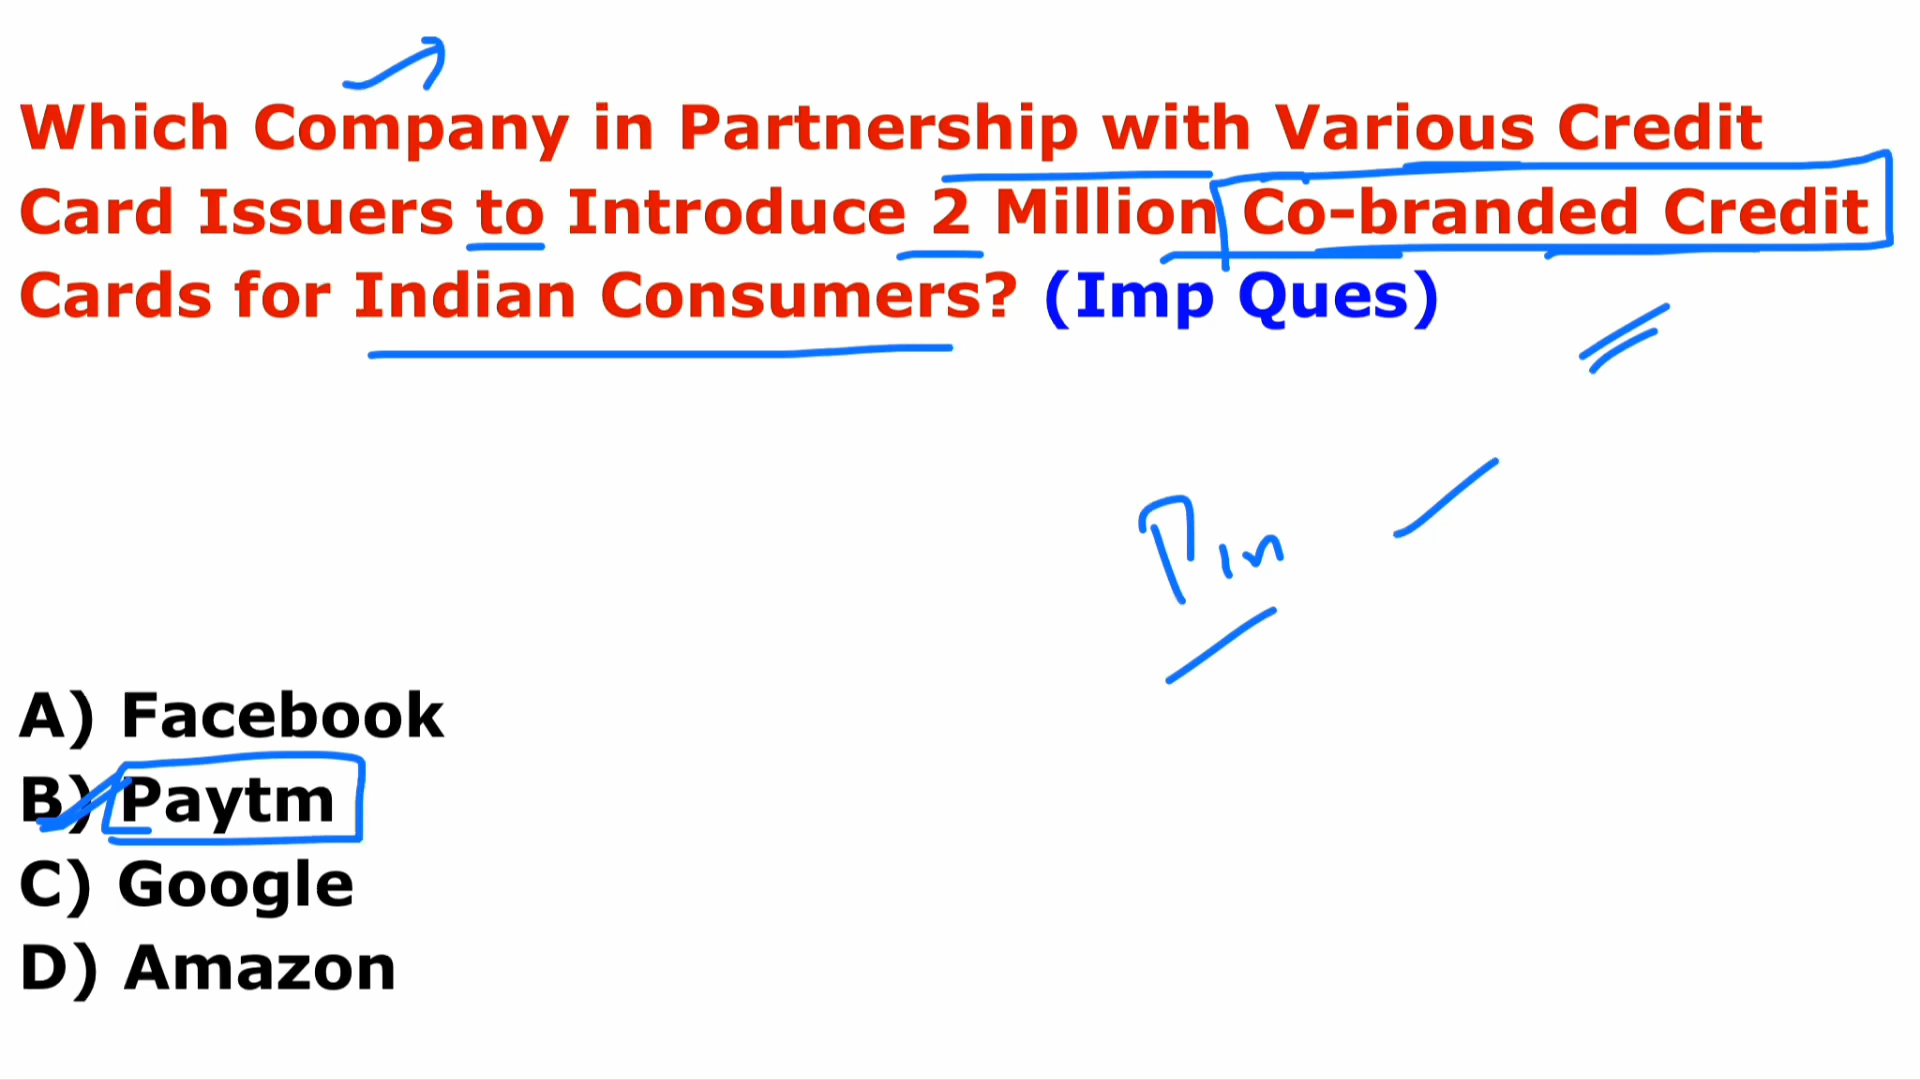 Which Company in Partnership with Various Credit
Card Issuers to Introduce 2 Million Co-branded Credit
Cards for Indian Consumers? (Imp Ques)
Pin
A) Facebook
B) Paytm
C) Google
D) Amazon